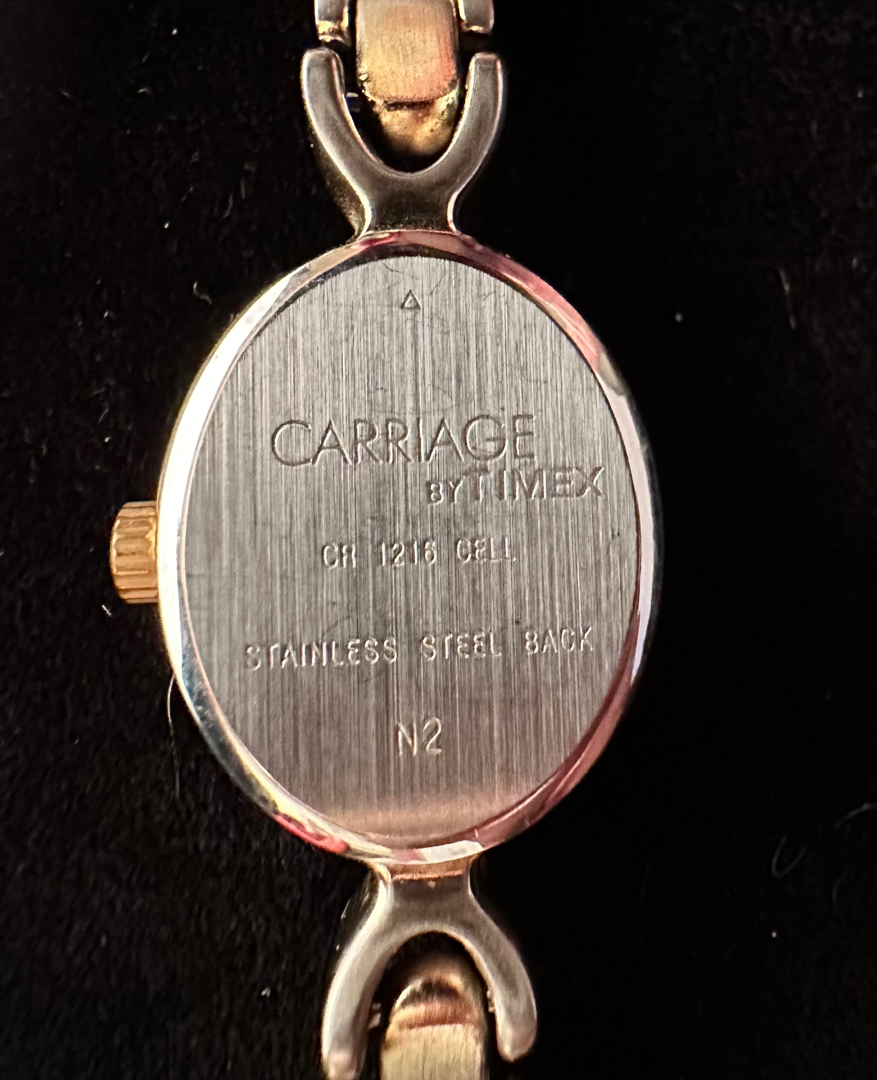 CARRIAGE
BY TIMEX
CR 1216 CELL
STAINLESS STEEL BACK
N2